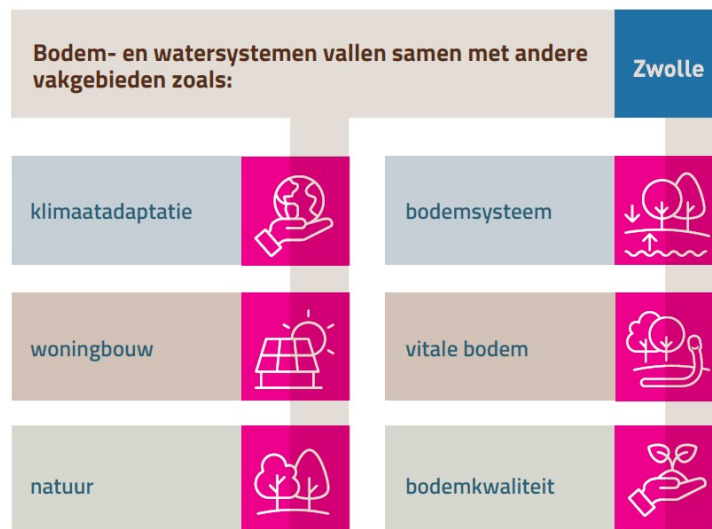 Bodem- en watersystemen vallen samen met andere
vakgebieden zoals:
Zwolle
klimaatadaptatie
bodemsysteem
woningbouw
vitale bodem
natuur
bodemkwaliteit